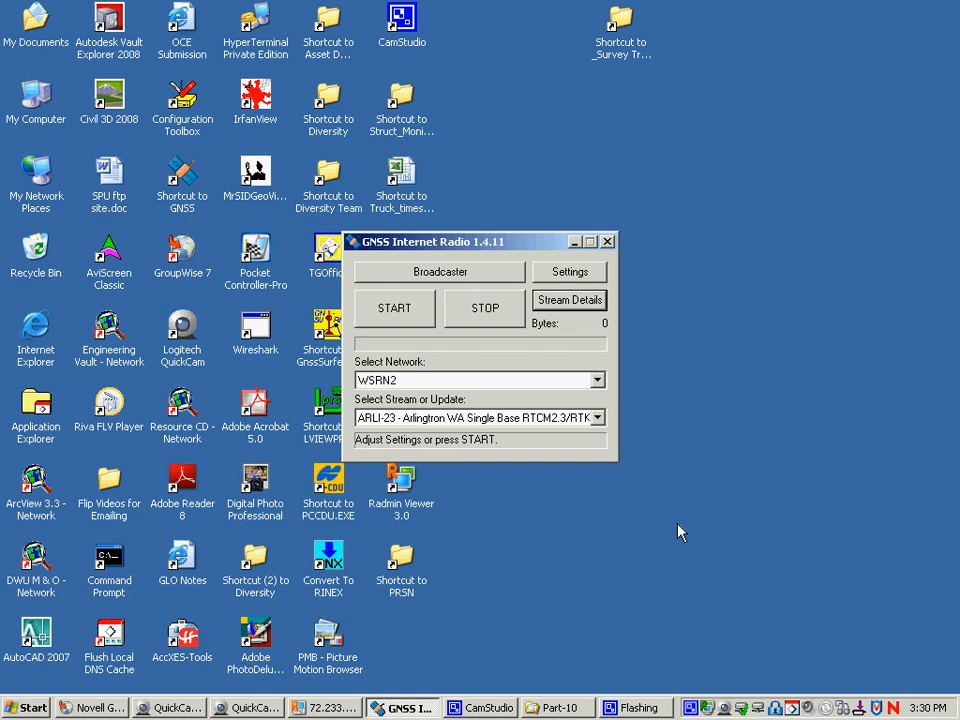 My Documents
Autodesk Vault
Explorer 2008
OCE
Submission
HyperTerminal
Private Edition
Shortcut to
Asset D...
CamStudio
Shortcut to
_Survey Tr...
My Computer
Civil 3D 2008
Configuration
Toolbox
IrfanView
Shortcut to
Diversity
Shortcut to
Struct_Moni...
My Network
Places
SPU ftp
site.doc
Shortcut to
GNSS
MrSIDGeoVi...
Shortcut to
Diversity Team
Shortcut to
Truck_times...
Recycle Bin
AviScreen
Classic
GroupWise 7
Pocket
Controller-Pro
TGOffi
GNSS Internet Radio 1.4.11
Broadcaster
Settings
START
STOP
Stream Details
Bytes: 0
Select Network:
WSRN2
Select Stream or Update:
ARLI-23 - Arlingtron WA Single Base RTCM2.3/RTK
Adjust Settings or press START.
Internet
Explorer
Engineering
Vault - Network
Logitech
QuickCam
Wireshark
Shortcut
GnssSurfe
Application
Explorer
Riva FLV Player
Resource CD -
Network
Adobe Acrobat
5.0
Shortcu
LVIEWPR
ArcView 3.3 -
Network
Flip Videos for
Emailing
Adobe Reader
8
Digital Photo
Professional
Shortcut to
PCCDU.EXE
Radmin Viewer
3.0
DWU M & O -
Network
Command
Prompt
GLO Notes
Shortcut (2) to
Diversity
Convert To
RINEX
Shortcut to
PRSN
AutoCAD 2007
Flush Local
DNS Cache
AccXES-Tools
Adobe
PhotoDelu...
PMB - Picture
Motion Browser
Start
Novell G...
QuickCa...
QuickCa...
72.233....
GNSS I...
CamStudio
Part-10
Flashing
3:30 PM